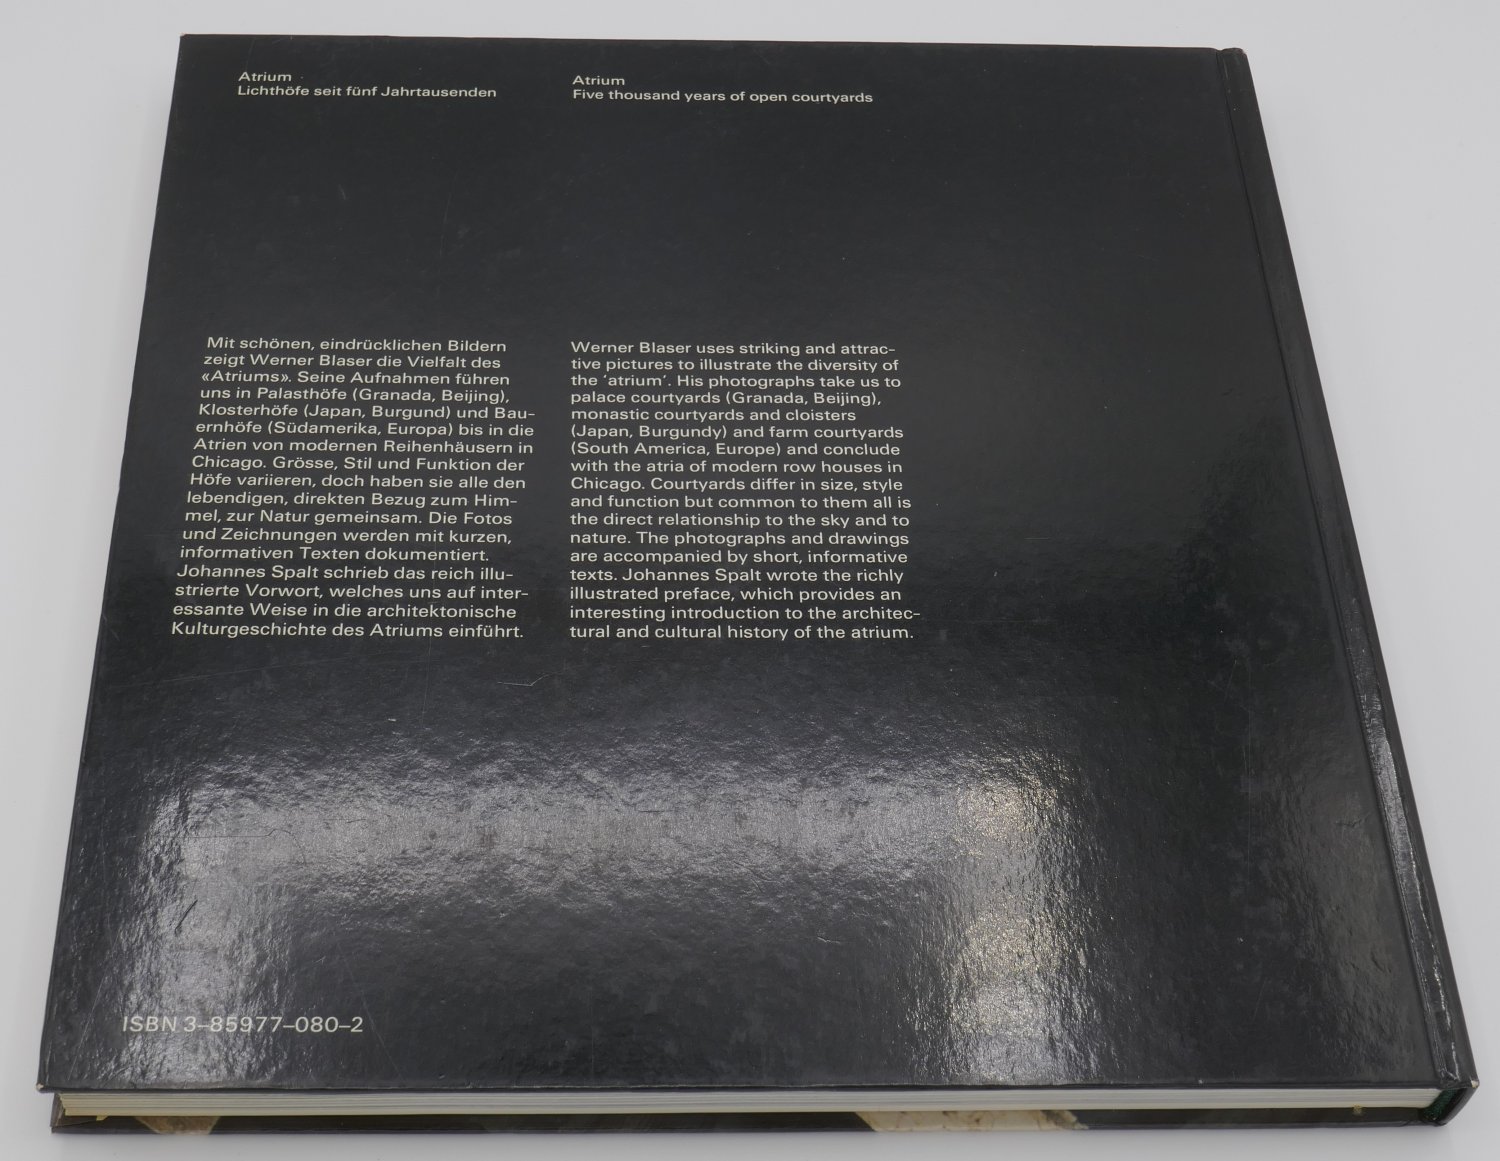 Atrium
Lichthöfe seit fünf Jahrtausenden
Atrium
Five thousand years of open courtyards
Mit schönen, eindrücklichen Bildern
zeigt Werner Blaser die Vielfalt des
«Atriums». Seine Aufnahmen führen
uns in Palasthöfe (Granada, Beijing),
Klosterhöfe (Japan, Burgund) und Bau-
ernhöfe (Südamerika, Europa) bis in die
Atrien von modernen Reihenhäusern in
Chicago. Grösse, Stil und Funktion der
Höfe variieren, doch haben sie alle den
lebendigen, direkten Bezug zum Him-
mel, zur Natur gemeinsam. Die Fotos
und Zeichnungen werden mit kurzen,
informativen Texten dokumentiert.
Johannes Spalt schrieb das reich illu-
strierte Vorwort, welches uns auf inter-
essante Weise in die architektonische
Kulturgeschichte des Atriums einführt.
Werner Blaser uses striking and attrac-
tive pictures to illustrate the diversity of
the 'atrium'. His photographs take us to
palace courtyards (Granada, Beijing),
monastic courtyards and cloisters
(Japan, Burgundy) and farm courtyards
(South America, Europe) and conclude
with the atria of modern row houses in
Chicago. Courtyards differ in size, style
and function but common to them all is
the direct relationship to the sky and to
nature. The photographs and drawings
are accompanied by short, informative
texts. Johannes Spalt wrote the richly
illustrated preface, which provides an
interesting introduction to the architec-
tural and cultural history of the atrium.
ISBN 3–85977–080–2